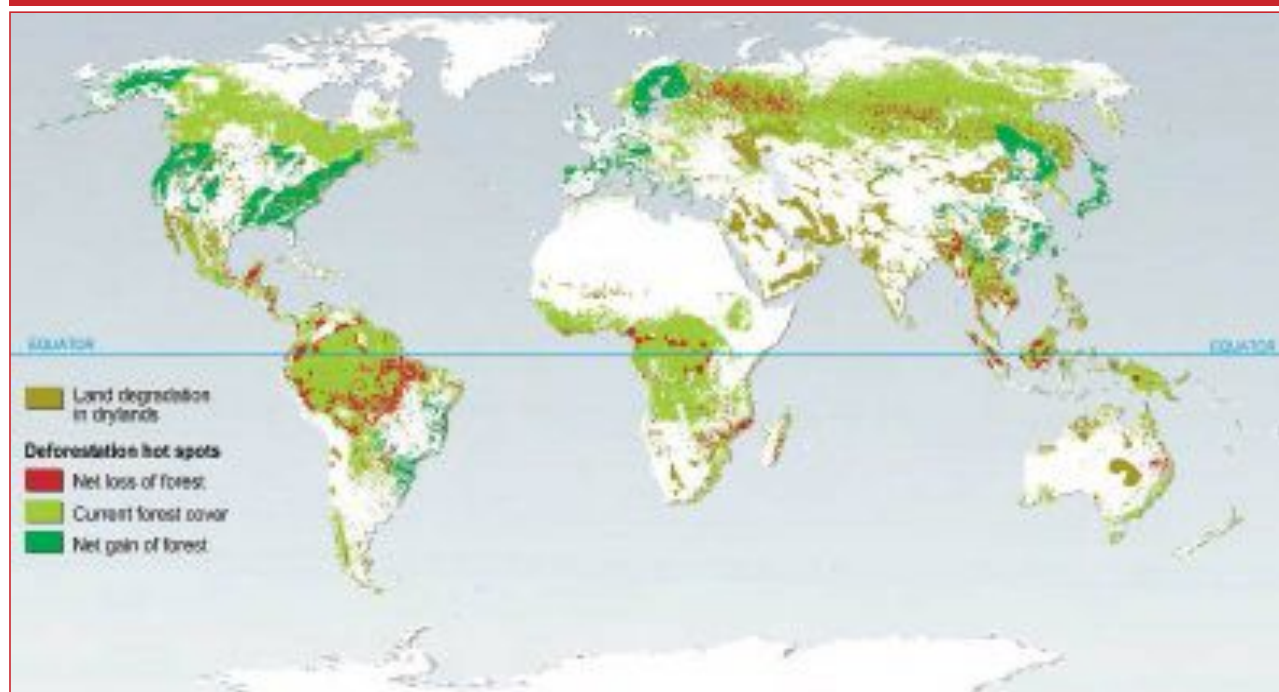 EQUATOR
EQUATOR
Land degradation
in drylands
Deforestation hot spots
Net loss of forest
Current forest cover
Net gain of forest